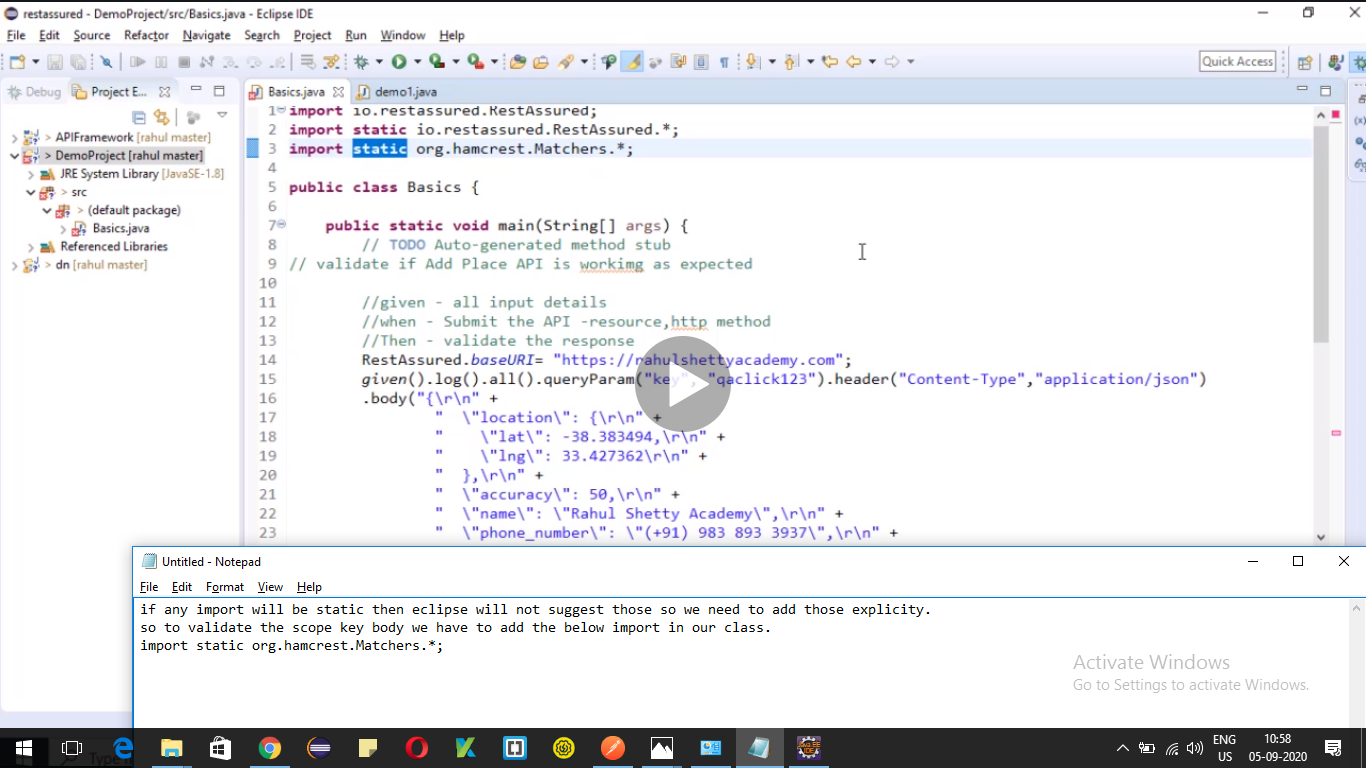 restassured - DemoProject/src/Basics.java - Eclipse IDE
File Edit Source Refactor Navigate Search Project Run Window Help
Quick Access
Debug Project E...
Basics.java demo1.java
> APIFramework [rahul master]
> DemoProject [rahul master]
JRE System Library [JavaSE-1.8]
> src
> (default package)
Basics.java
Referenced Libraries
> dn [rahul master]
1 import io.restassured.RestAssured;
2 import static io.restassured.RestAssured.*;
3 import static org.hamcrest.Matchers.*;
4
5 public class Basics {
6
7 public static void main(String[] args) {
8 // TODO Auto-generated method stub
9 // validate if Add Place API is workimg as expected
10
11 //given - all input details
12 //when - Submit the API -resource,http method
13 //Then - validate the response
14 RestAssured.baseURI= "https://rahulshettyacademy.com";
15 given().log().all().queryParam("key", "qaclick123").header("Content-Type","application/json")
16 .body("{\r\n" +
17 "  \"location\": {\r\n" +
18 "    \"lat\": -38.383494,\r\n" +
19 "    \"lng\": 33.427362\r\n" +
20 "  },\r\n" +
21 "  \"accuracy\": 50,\r\n" +
22 "  \"name\": \"Rahul Shetty Academy\",\r\n" +
23 "  \"phone_number\": \"(+91) 983 893 3937\",\r\n" +
Untitled - Notepad
File Edit Format View Help
if any import will be static then eclipse will not suggest those so we need to add those explicity.
so to validate the scope key body we have to add the below import in our class.
import static org.hamcrest.Matchers.*;
Activate Windows
Go to Settings to activate Windows.
ENG
US
10:58
05-09-2020